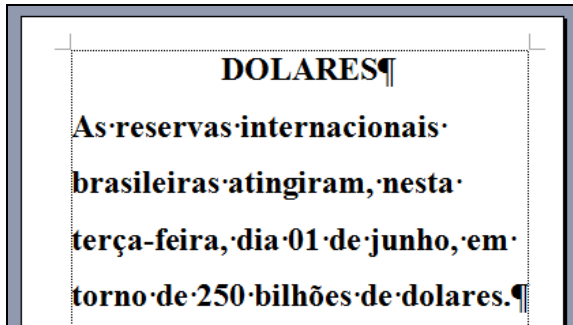 DOLARES¶
As·reservas·internacionais·
brasileiras·atingiram,·nesta·
terça-feira,·dia·01·de·junho,·em·
torno·de·250·bilhões·de·dolares.¶